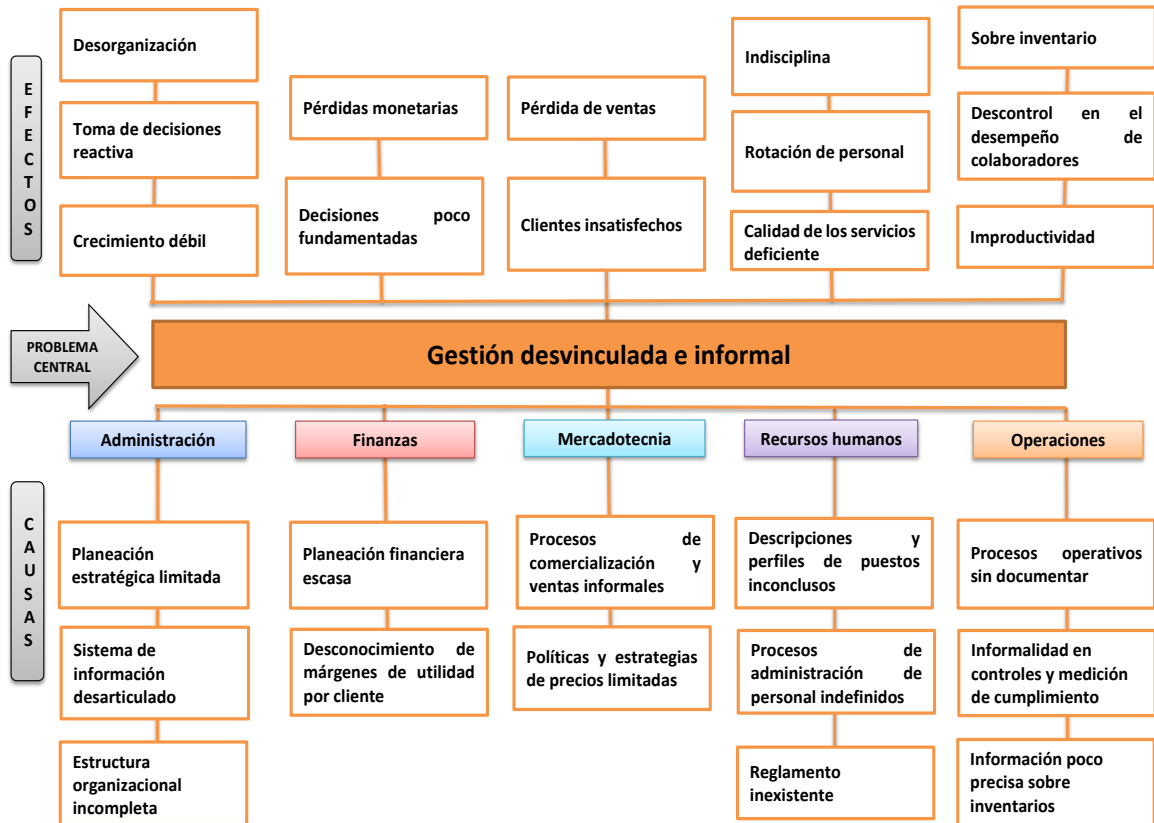 EFECTOS
Desorganización
Toma de decisiones
reactiva
Crecimiento débil
Pérdidas monetarias
Decisiones poco
fundamentadas
Pérdida de ventas
Clientes insatisfechos
Indisciplina
Rotación de personal
Calidad de los servicios
deficiente
Sobre inventario
Descontrol en el
desempeño de
colaboradores
Improductividad
PROBLEMA
CENTRAL
Gestión desvinculada e informal
CAUSAS
Administración
Planeación
estratégica limitada
Sistema de
información
desarticulado
Estructura
organizacional
incompleta
Finanzas
Planeación financiera
escasa
Desconocimiento de
márgenes de utilidad
por cliente
Mercadotecnia
Procesos de
comercialización y
ventas informales
Políticas y estrategias
de precios limitadas
Recursos humanos
Descripciones y
perfiles de puestos
inconclusos
Procesos de
administración de
personal indefinidos
Reglamento
inexistente
Operaciones
Procesos operativos
sin documentar
Informalidad en
controles y medición
de cumplimiento
Información poco
precisa sobre
inventarios